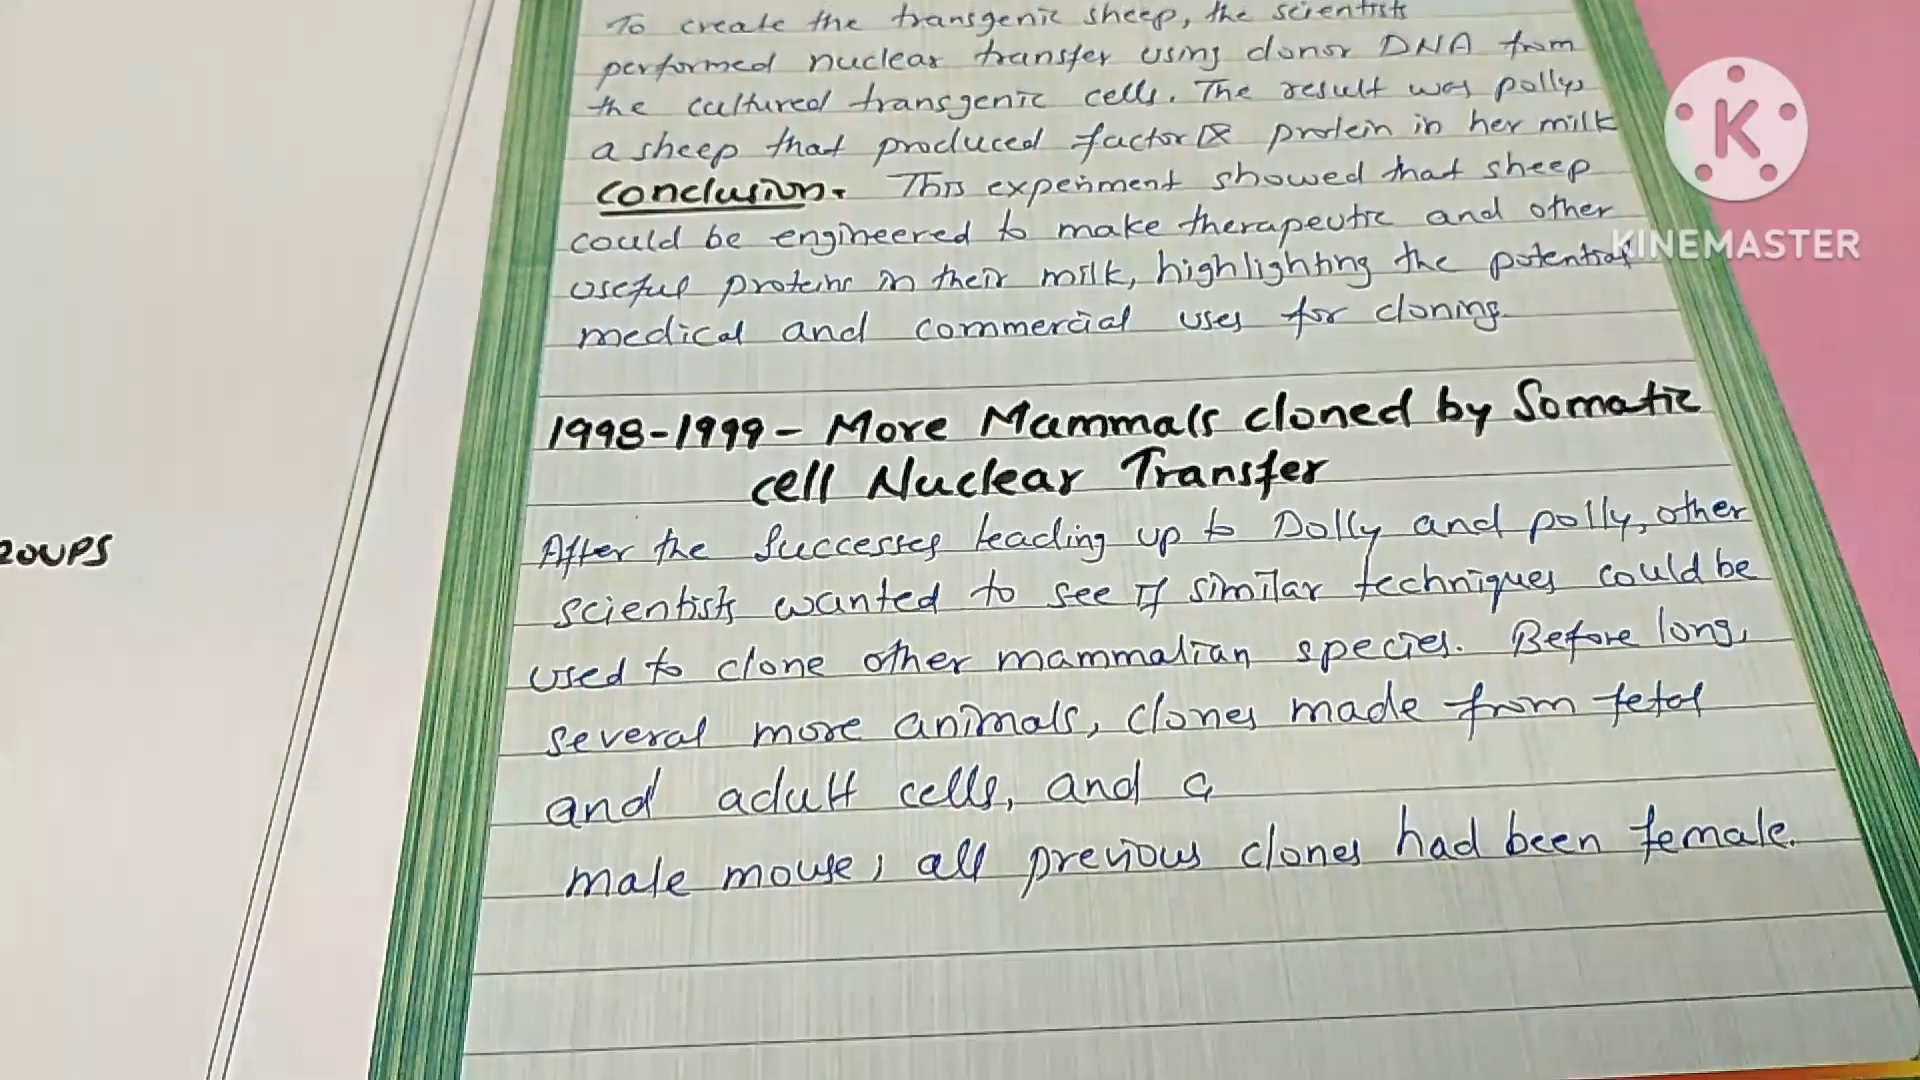 To create the transgenic sheep, the scientists
performed nuclear transfer using donor DNA from
the cultured transgenic cells. The result was polly,
a sheep that produced factor IX protein in her milk
Conclusion. This experiment showed that sheep
could be engineered to make therapeutic and other
useful proteins in their milk, highlighting the potential
medical and commercial uses for cloning.
1998-1999- More Mammals cloned by Somatic
cell Nuclear Transfer
After the Successes leading up to Dolly and polly, other
scientists wanted to see if similar techniques could be
used to clone other mammalian species. Before long,
several more animals, clones made from fetal
and adult cells, and a
male mouse; all previous clones had been female.
ROUPS
K
KINEMASTER